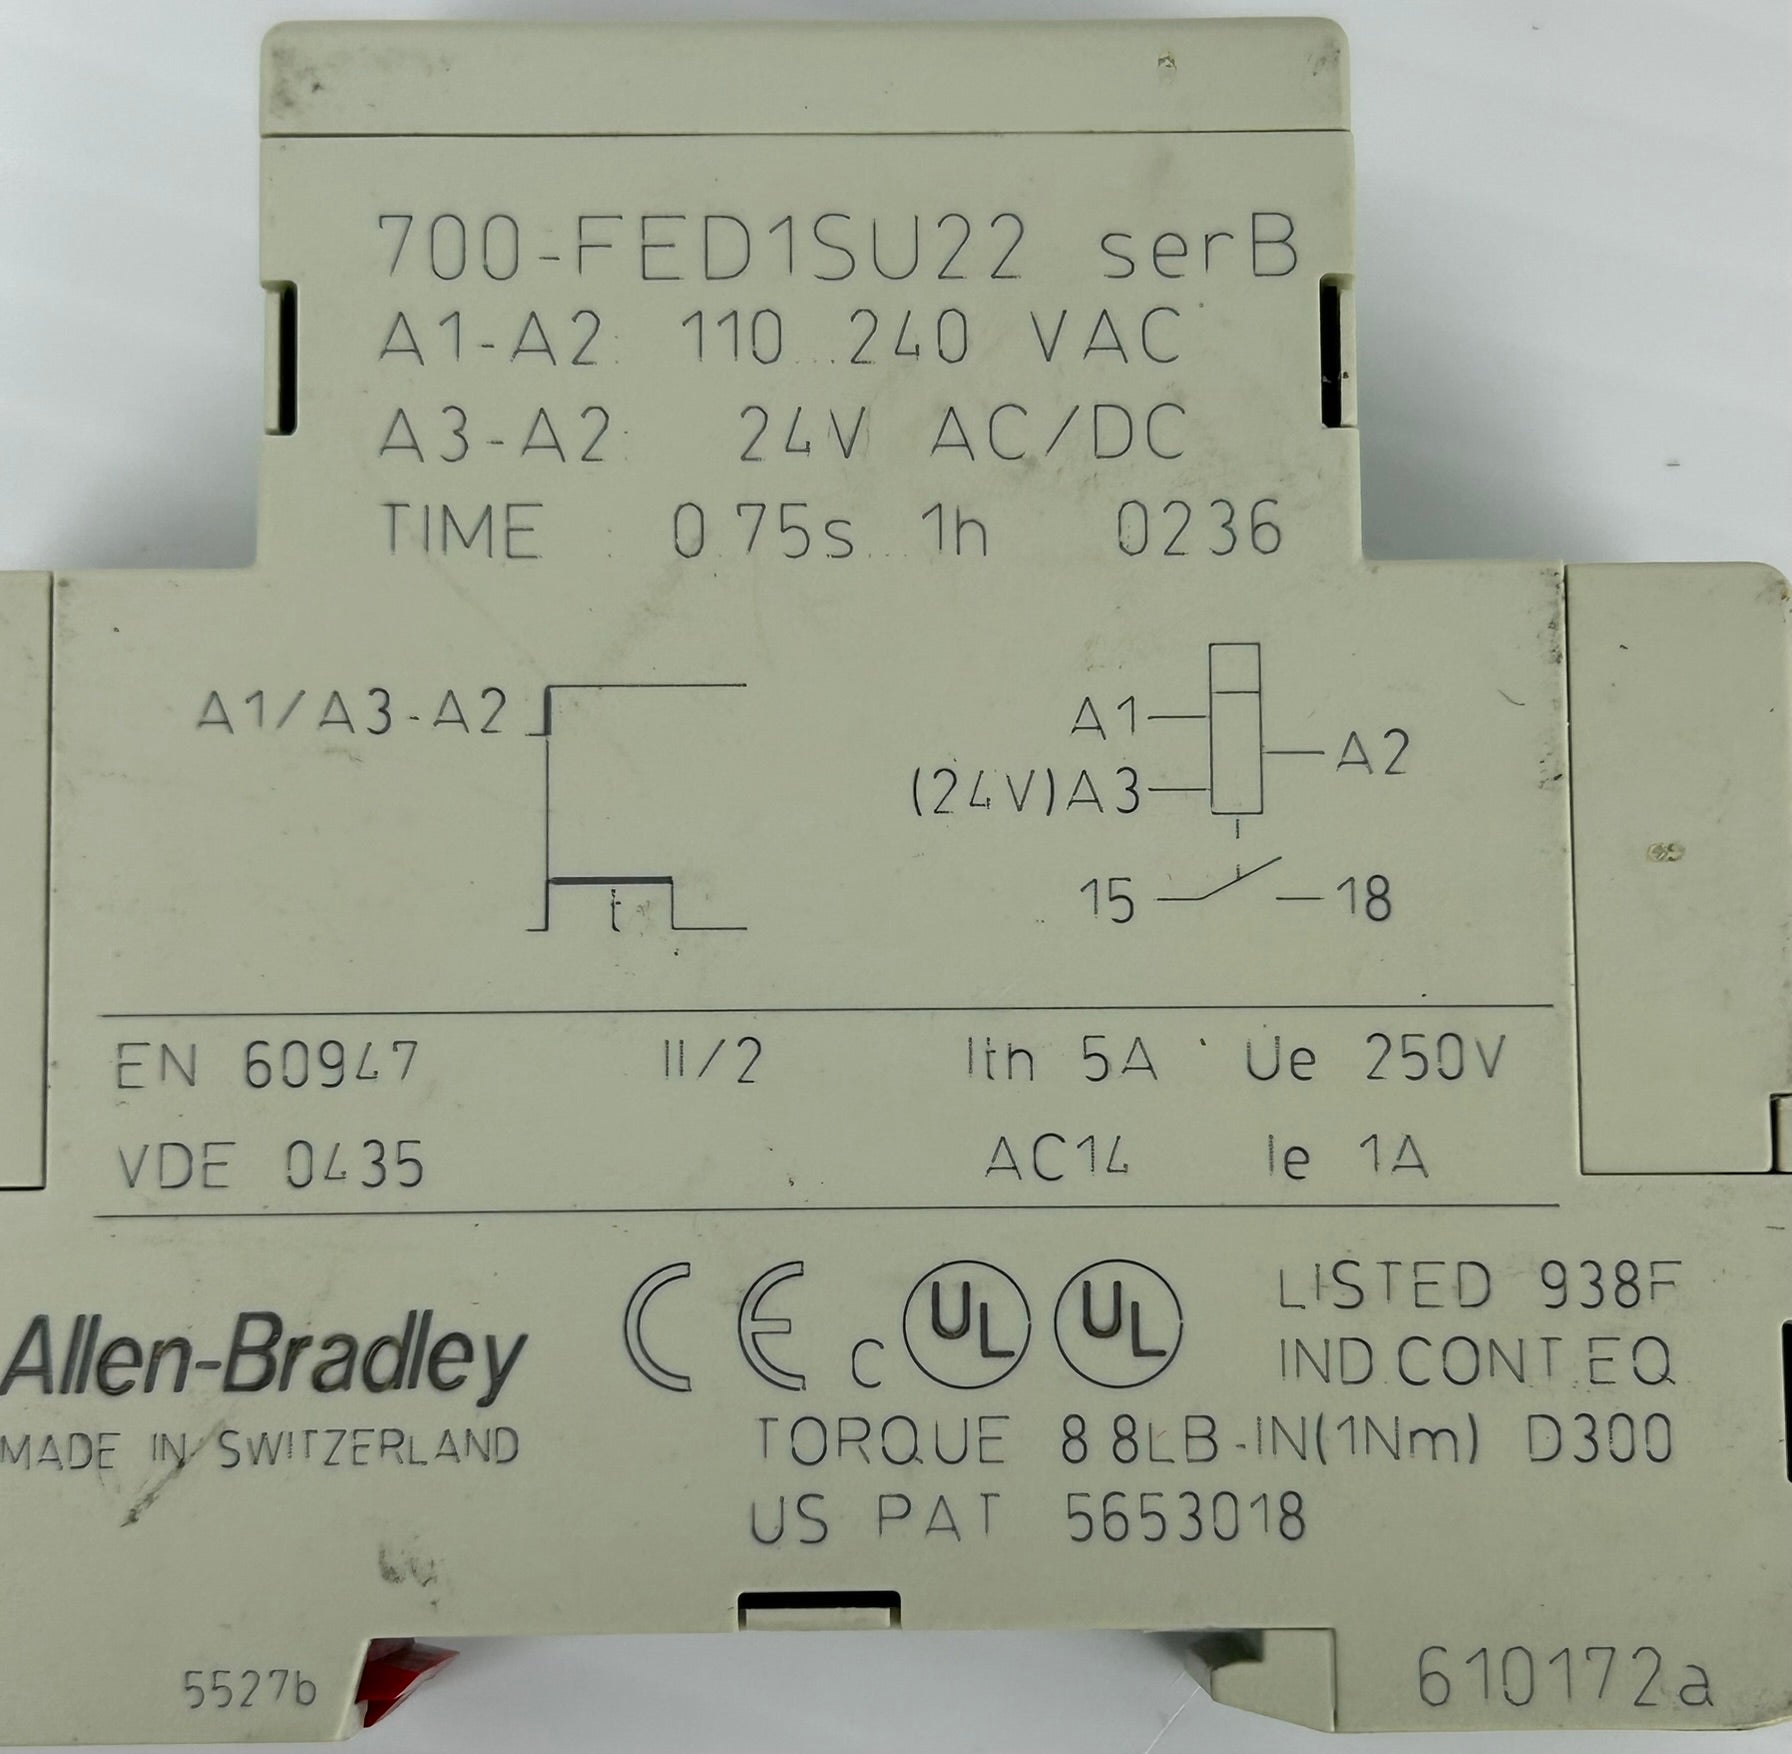 700-FED1SU22 serB
A1-A2: 110...240 VAC
A3-A2: 24V AC/DC
TIME : 0.75s...1h 0236
A1/A3-A2
A1
A2
(24V)A3
t
15 18
EN 60947 II/2 Ith 5A Ue 250V
VDE 0435 AC14 Ie 1A
CE c UL UL LISTED 938F
Allen-Bradley IND.CONT.EQ
MADE IN SWITZERLAND TORQUE 8.8LB-IN(1Nm) D300
US PAT 5653018
5527b 610172a